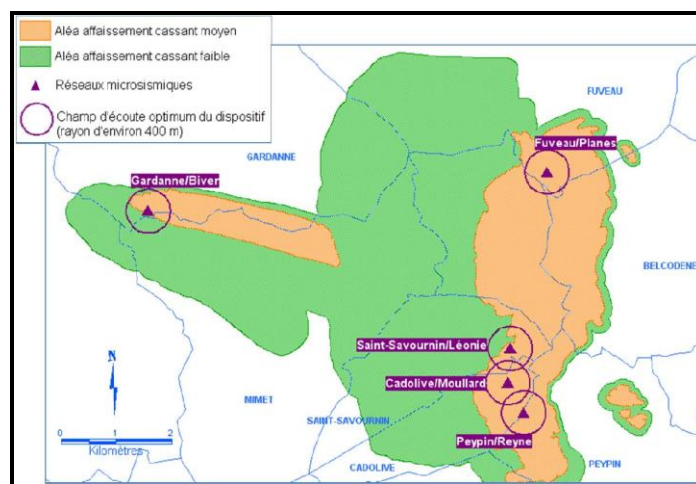 Aléa affaissement cassant moyen
Aléa affaissement cassant faible
Réseaux microsismiques
Champ d'écoute optimum du dispositif
(rayon d'environ 400 m)
FUVEAU
GARDANNE
Fuveau/Planes
Gardanne/Biver
BELCODENE
Saint-Savournin/Léonie
N
Cadolive/Moullard
MIMET
SAINT-SAVOURNIN
Peypin/Reyne
0 1 2
Kilomètres
CADOLIVE
PEYPIN